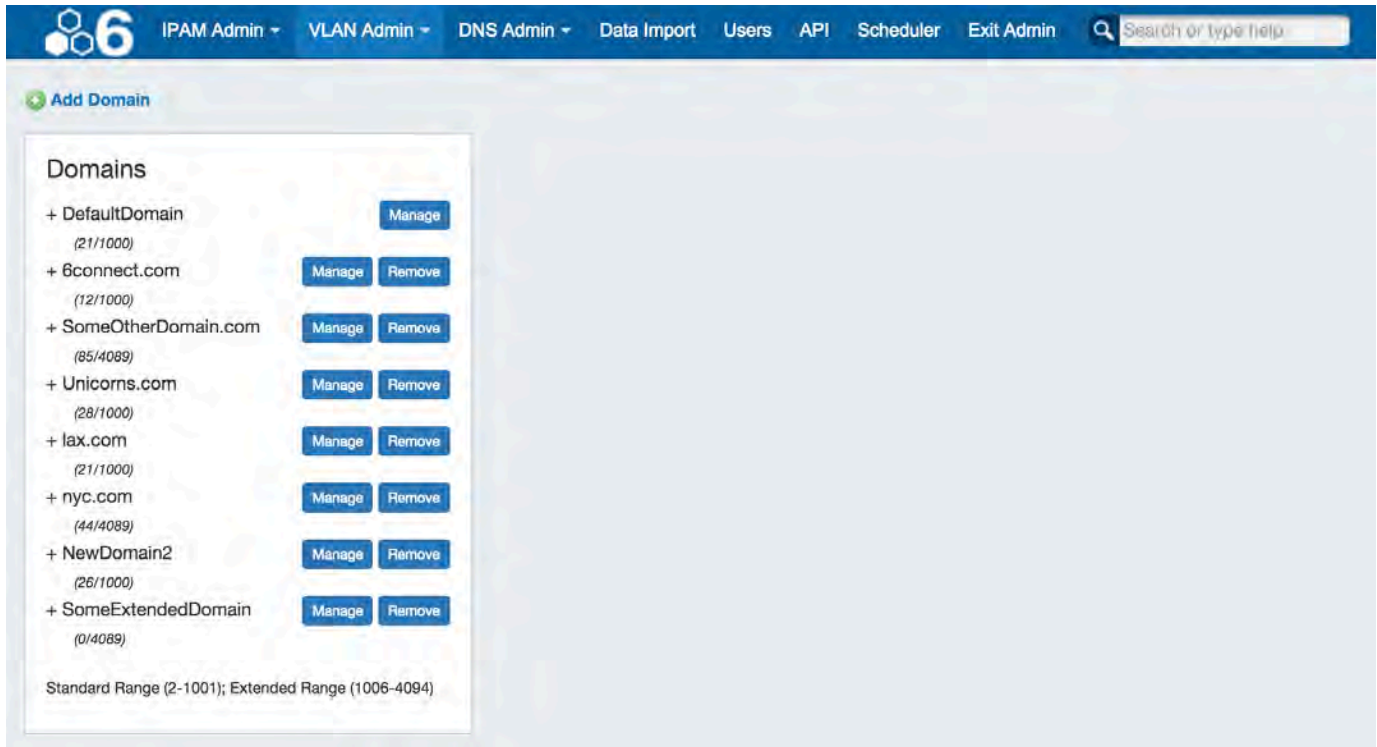 6 IPAM Admin VLAN Admin DNS Admin Data Import Users API Scheduler Exit Admin Search or type help
Add Domain
Domains
+ DefaultDomain Manage
(21/1000)
+ 6connect.com Manage Remove
(12/1000)
+ SomeOtherDomain.com Manage Remove
(85/4089)
+ Unicorns.com Manage Remove
(28/1000)
+ lax.com Manage Remove
(21/1000)
+ nyc.com Manage Remove
(44/4089)
+ NewDomain2 Manage Remove
(26/1000)
+ SomeExtendedDomain Manage Remove
(0/4089)
Standard Range (2-1001); Extended Range (1006-4094)